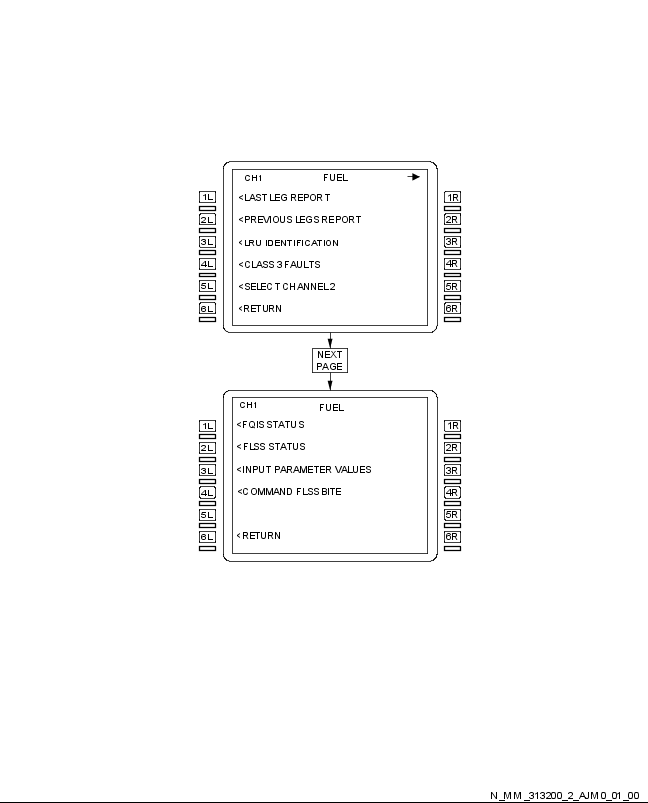 CH1 FUEL
1L <LAST LEG REPORT 1R
2L <PREVIOUS LEGS REPORT 2R
3L <LRU IDENTIFICATION 3R
4L <CLASS 3 FAULTS 4R
5L <SELECT CHANNEL 2 5R
6L <RETURN 6R
NEXT
PAGE
CH1 FUEL
1L <FQIS STATUS 1R
2L <FLSS STATUS 2R
3L <INPUT PARAMETER VALUES 3R
4L <COMMAND FLSS BITE 4R
5L 5R
6L <RETURN 6R
N_MM_313200_2_AJM0_01_00